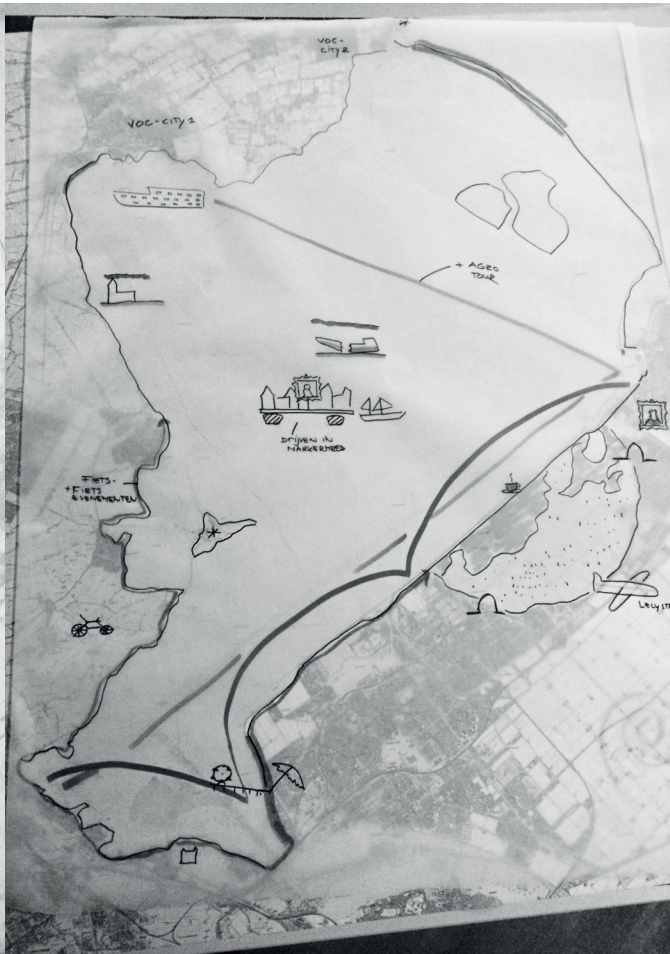 VOC-
CITY 2
VOC-CITY 1
+ AGRO
TOUR
DRIJVEN IN
MARKERMEER
FIETS-
+ FIETS
EVENEMENTEN